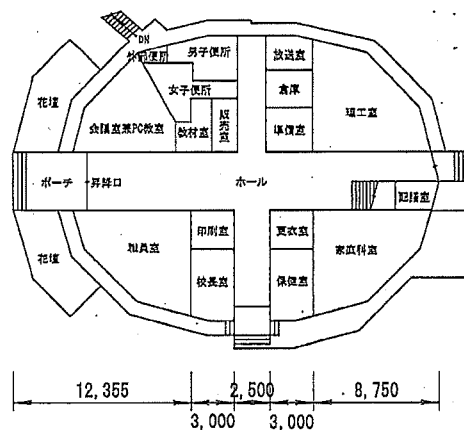 DN
外部便所
男子便所
放送室
女子便所
倉庫
花壇
理工室
会議室兼PC教室
教材室
販売室
準備室
ポーチ
昇降口
ホール
配膳室
印刷室
更衣室
職員室
家庭科室
花壇
校長室
保健室
12,355
2,500
8,750
3,000
3,000